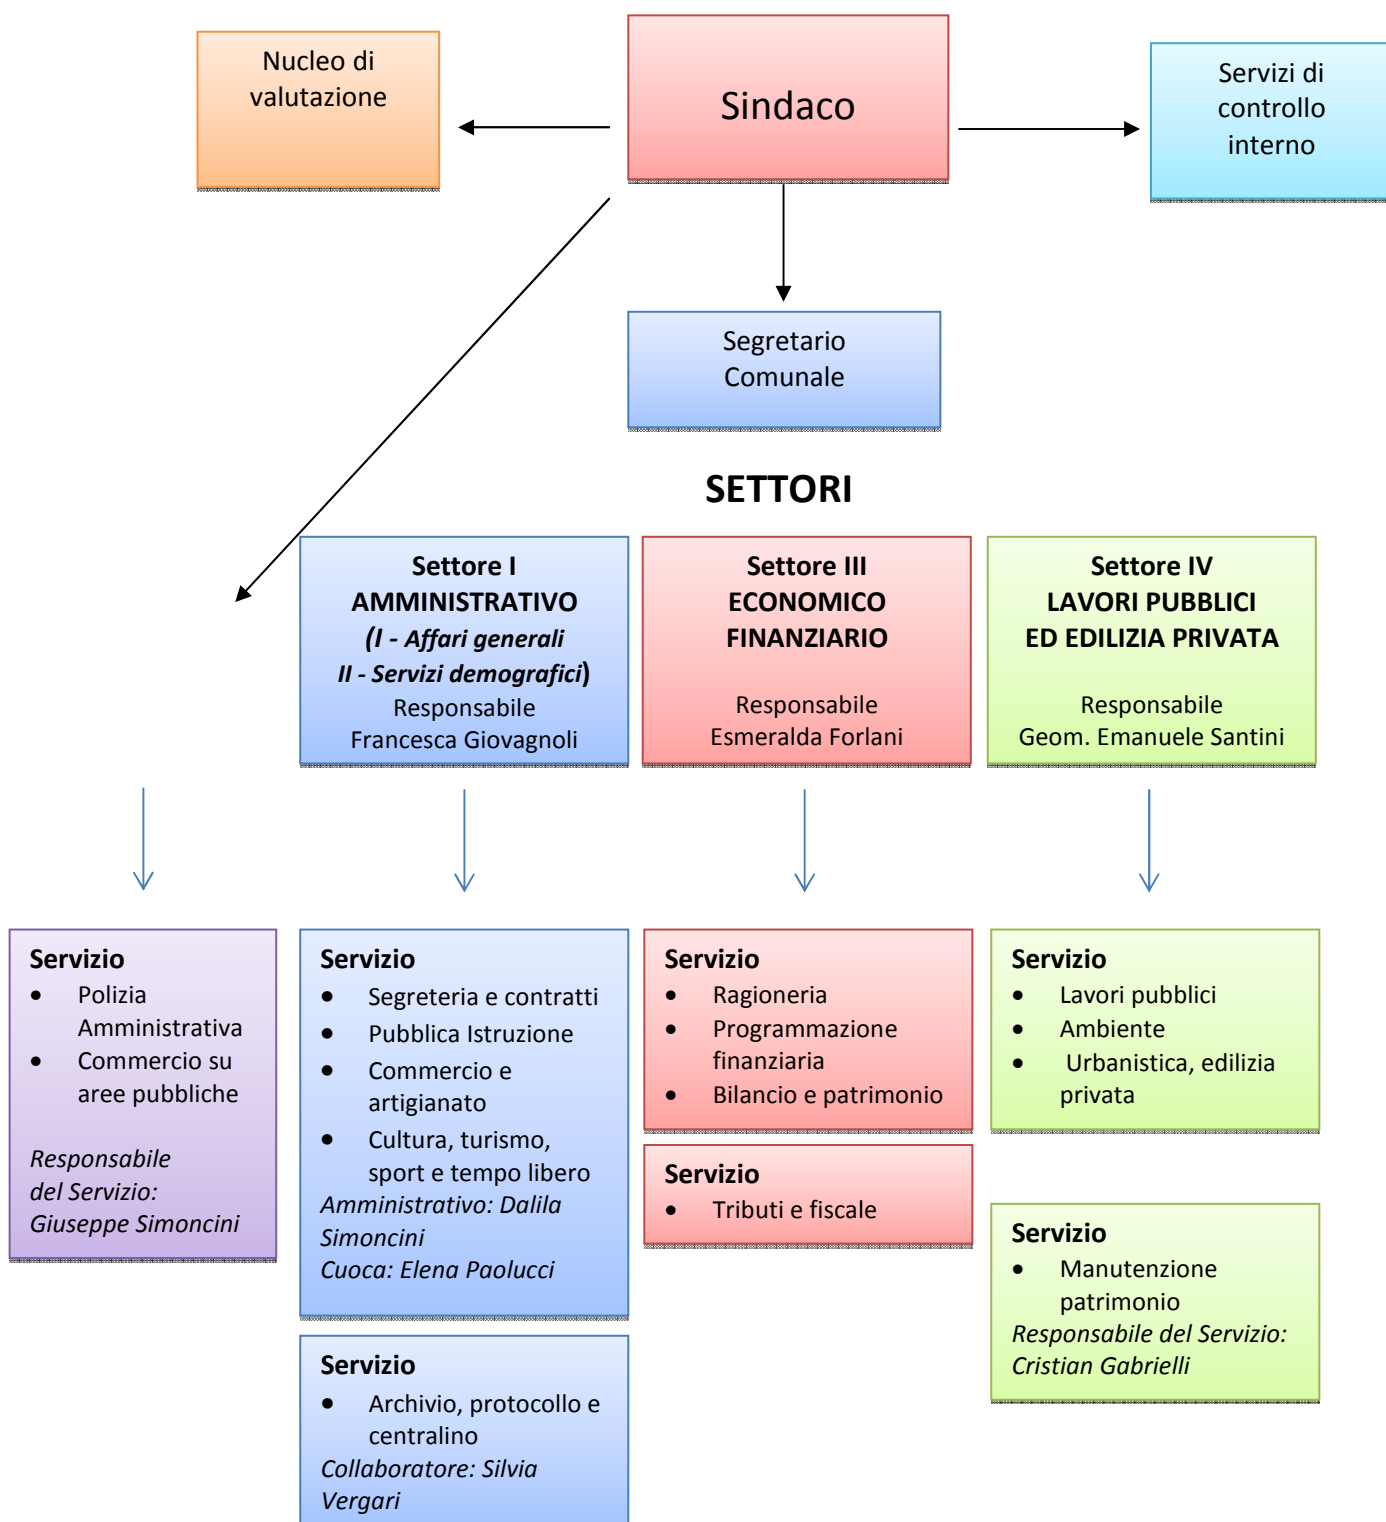 Nucleo di
valutazione
Sindaco
Servizi di
controllo
interno
Segretario
Comunale
SETTORI
Settore I
AMMINISTRATIVO
(I - Affari generali
II - Servizi demografici)
Responsabile
Francesca Giovagnoli
Settore III
ECONOMICO
FINANZIARIO
Responsabile
Esmeralda Forlani
Settore IV
LAVORI PUBBLICI
ED EDILIZIA PRIVATA
Responsabile
Geom. Emanuele Santini
Servizio
• Polizia
Amministrativa
• Commercio su
aree pubbliche
Responsabile
del Servizio:
Giuseppe Simoncini
Servizio
• Segreteria e contratti
• Pubblica Istruzione
• Commercio e
artigianato
• Cultura, turismo,
sport e tempo libero
Amministrativo: Dalila
Simoncini
Cuoca: Elena Paolucci
Servizio
• Archivio, protocollo e
centralino
Collaboratore: Silvia
Vergari
Servizio
• Ragioneria
• Programmazione
finanziaria
• Bilancio e patrimonio
Servizio
• Tributi e fiscale
Servizio
• Lavori pubblici
• Ambiente
• Urbanistica, edilizia
privata
Servizio
• Manutenzione
patrimonio
Responsabile del Servizio:
Cristian Gabrielli